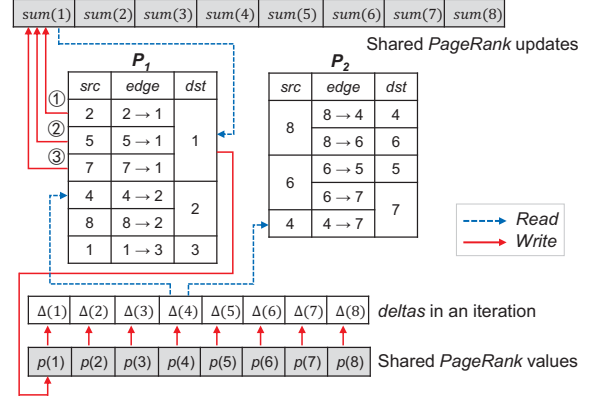 sum(1) sum(2) sum(3) sum(4) sum(5) sum(6) sum(7) sum(8)
Shared PageRank updates
P1
src edge dst
① 2 2 → 1 1
② 5 5 → 1
③ 7 7 → 1
4 4 → 2 2
8 8 → 2
1 1 → 3 3
P2
src edge dst
8 8 → 4 4
8 → 6 6
6 6 → 5 5
6 → 7 7
4 4 → 7
Read
Write
Δ(1) Δ(2) Δ(3) Δ(4) Δ(5) Δ(6) Δ(7) Δ(8) deltas in an iteration
p(1) p(2) p(3) p(4) p(5) p(6) p(7) p(8) Shared PageRank values